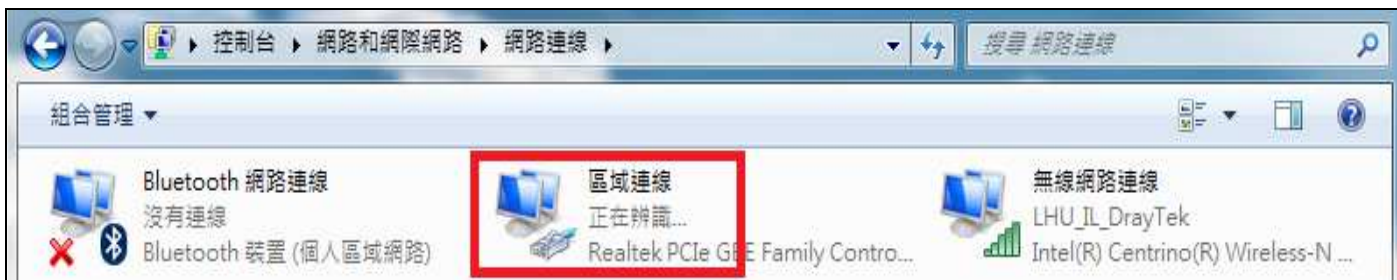 控制台 ▸ 網路和網際網路 ▸ 網路連線 ▸ 搜尋 網路連線
組合管理
Bluetooth 網路連線
沒有連線
Bluetooth 裝置 (個人區域網路)
區域連線
正在辨識...
Realtek PCIe GBE Family Contro...
無線網路連線
LHU_IL_DrayTek
Intel(R) Centrino(R) Wireless-N ...